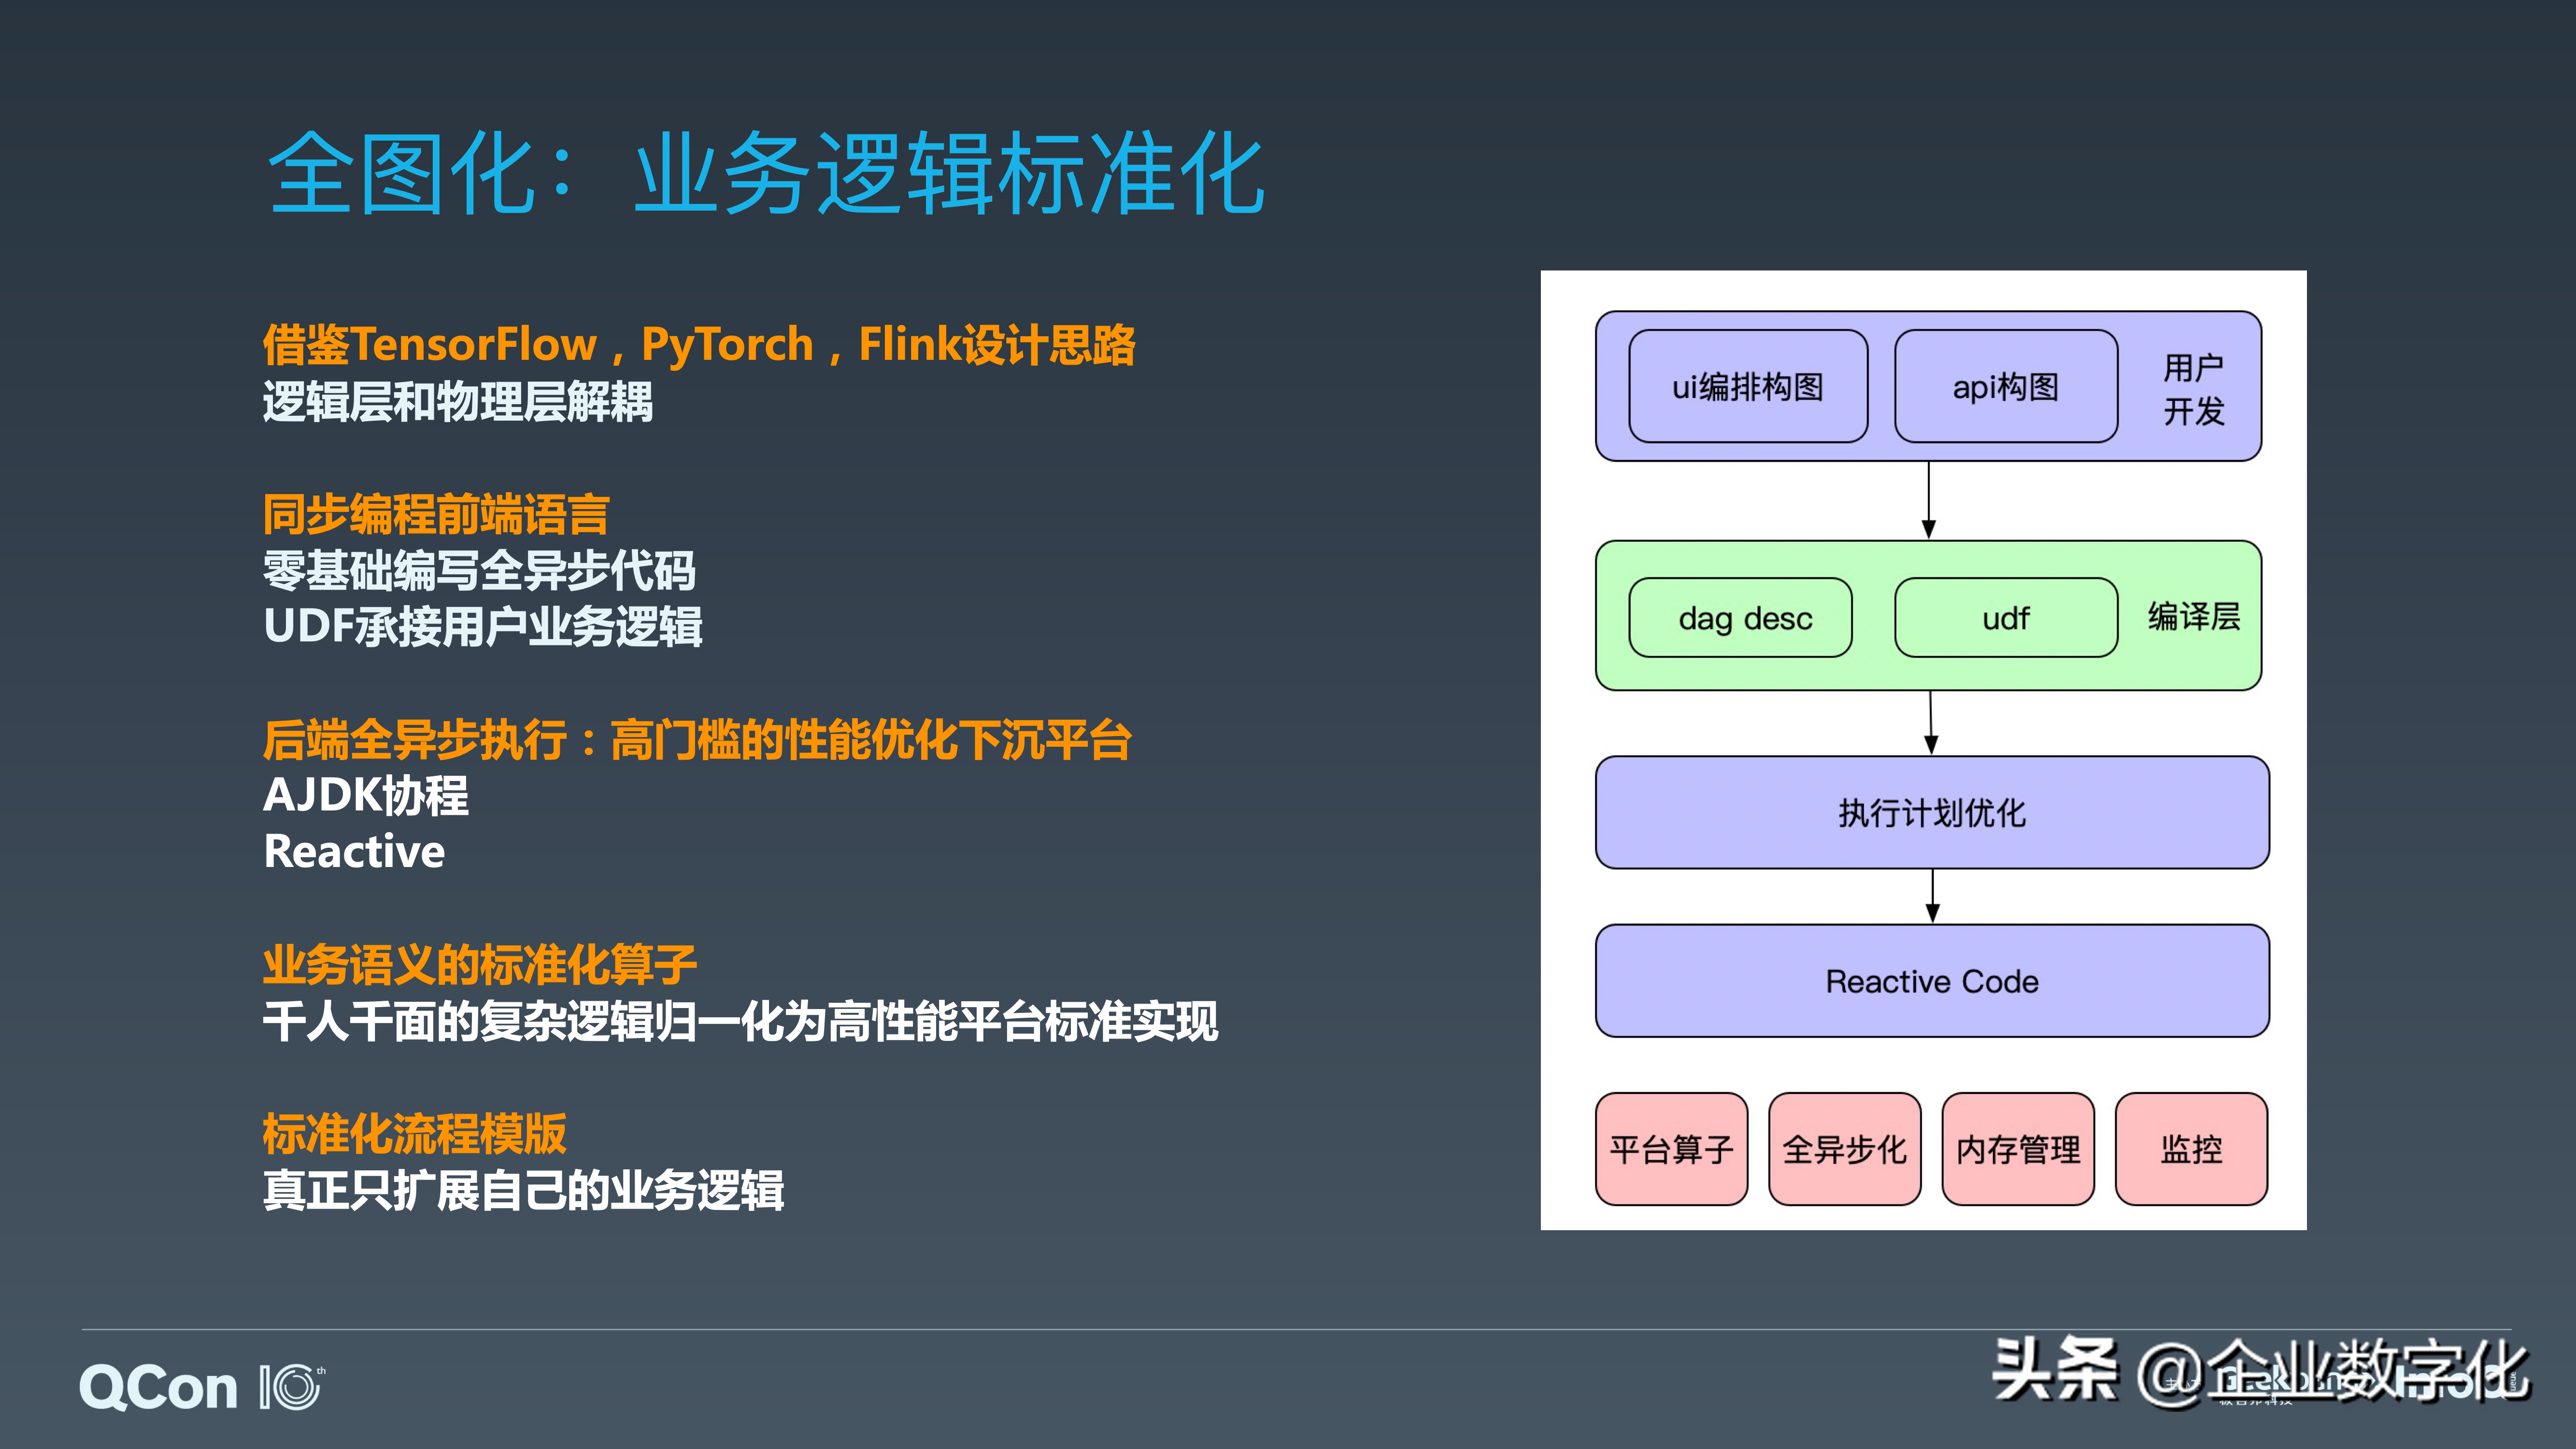 全图化：业务逻辑标准化
借鉴TensorFlow，PyTorch，Flink设计思路
逻辑层和物理层解耦
同步编程前端语言
零基础编写全异步代码
UDF承接用户业务逻辑
后端全异步执行：高门槛的性能优化下沉平台
AJDK协程
Reactive
业务语义的标准化算子
千人千面的复杂逻辑归一化为高性能平台标准实现
标准化流程模版
真正只扩展自己的业务逻辑
ui编排构图
api构图
用户
开发
dag desc
udf
编译层
执行计划优化
Reactive Code
平台算子
全异步化
内存管理
监控
QCon 10th
头条 @企业数字化